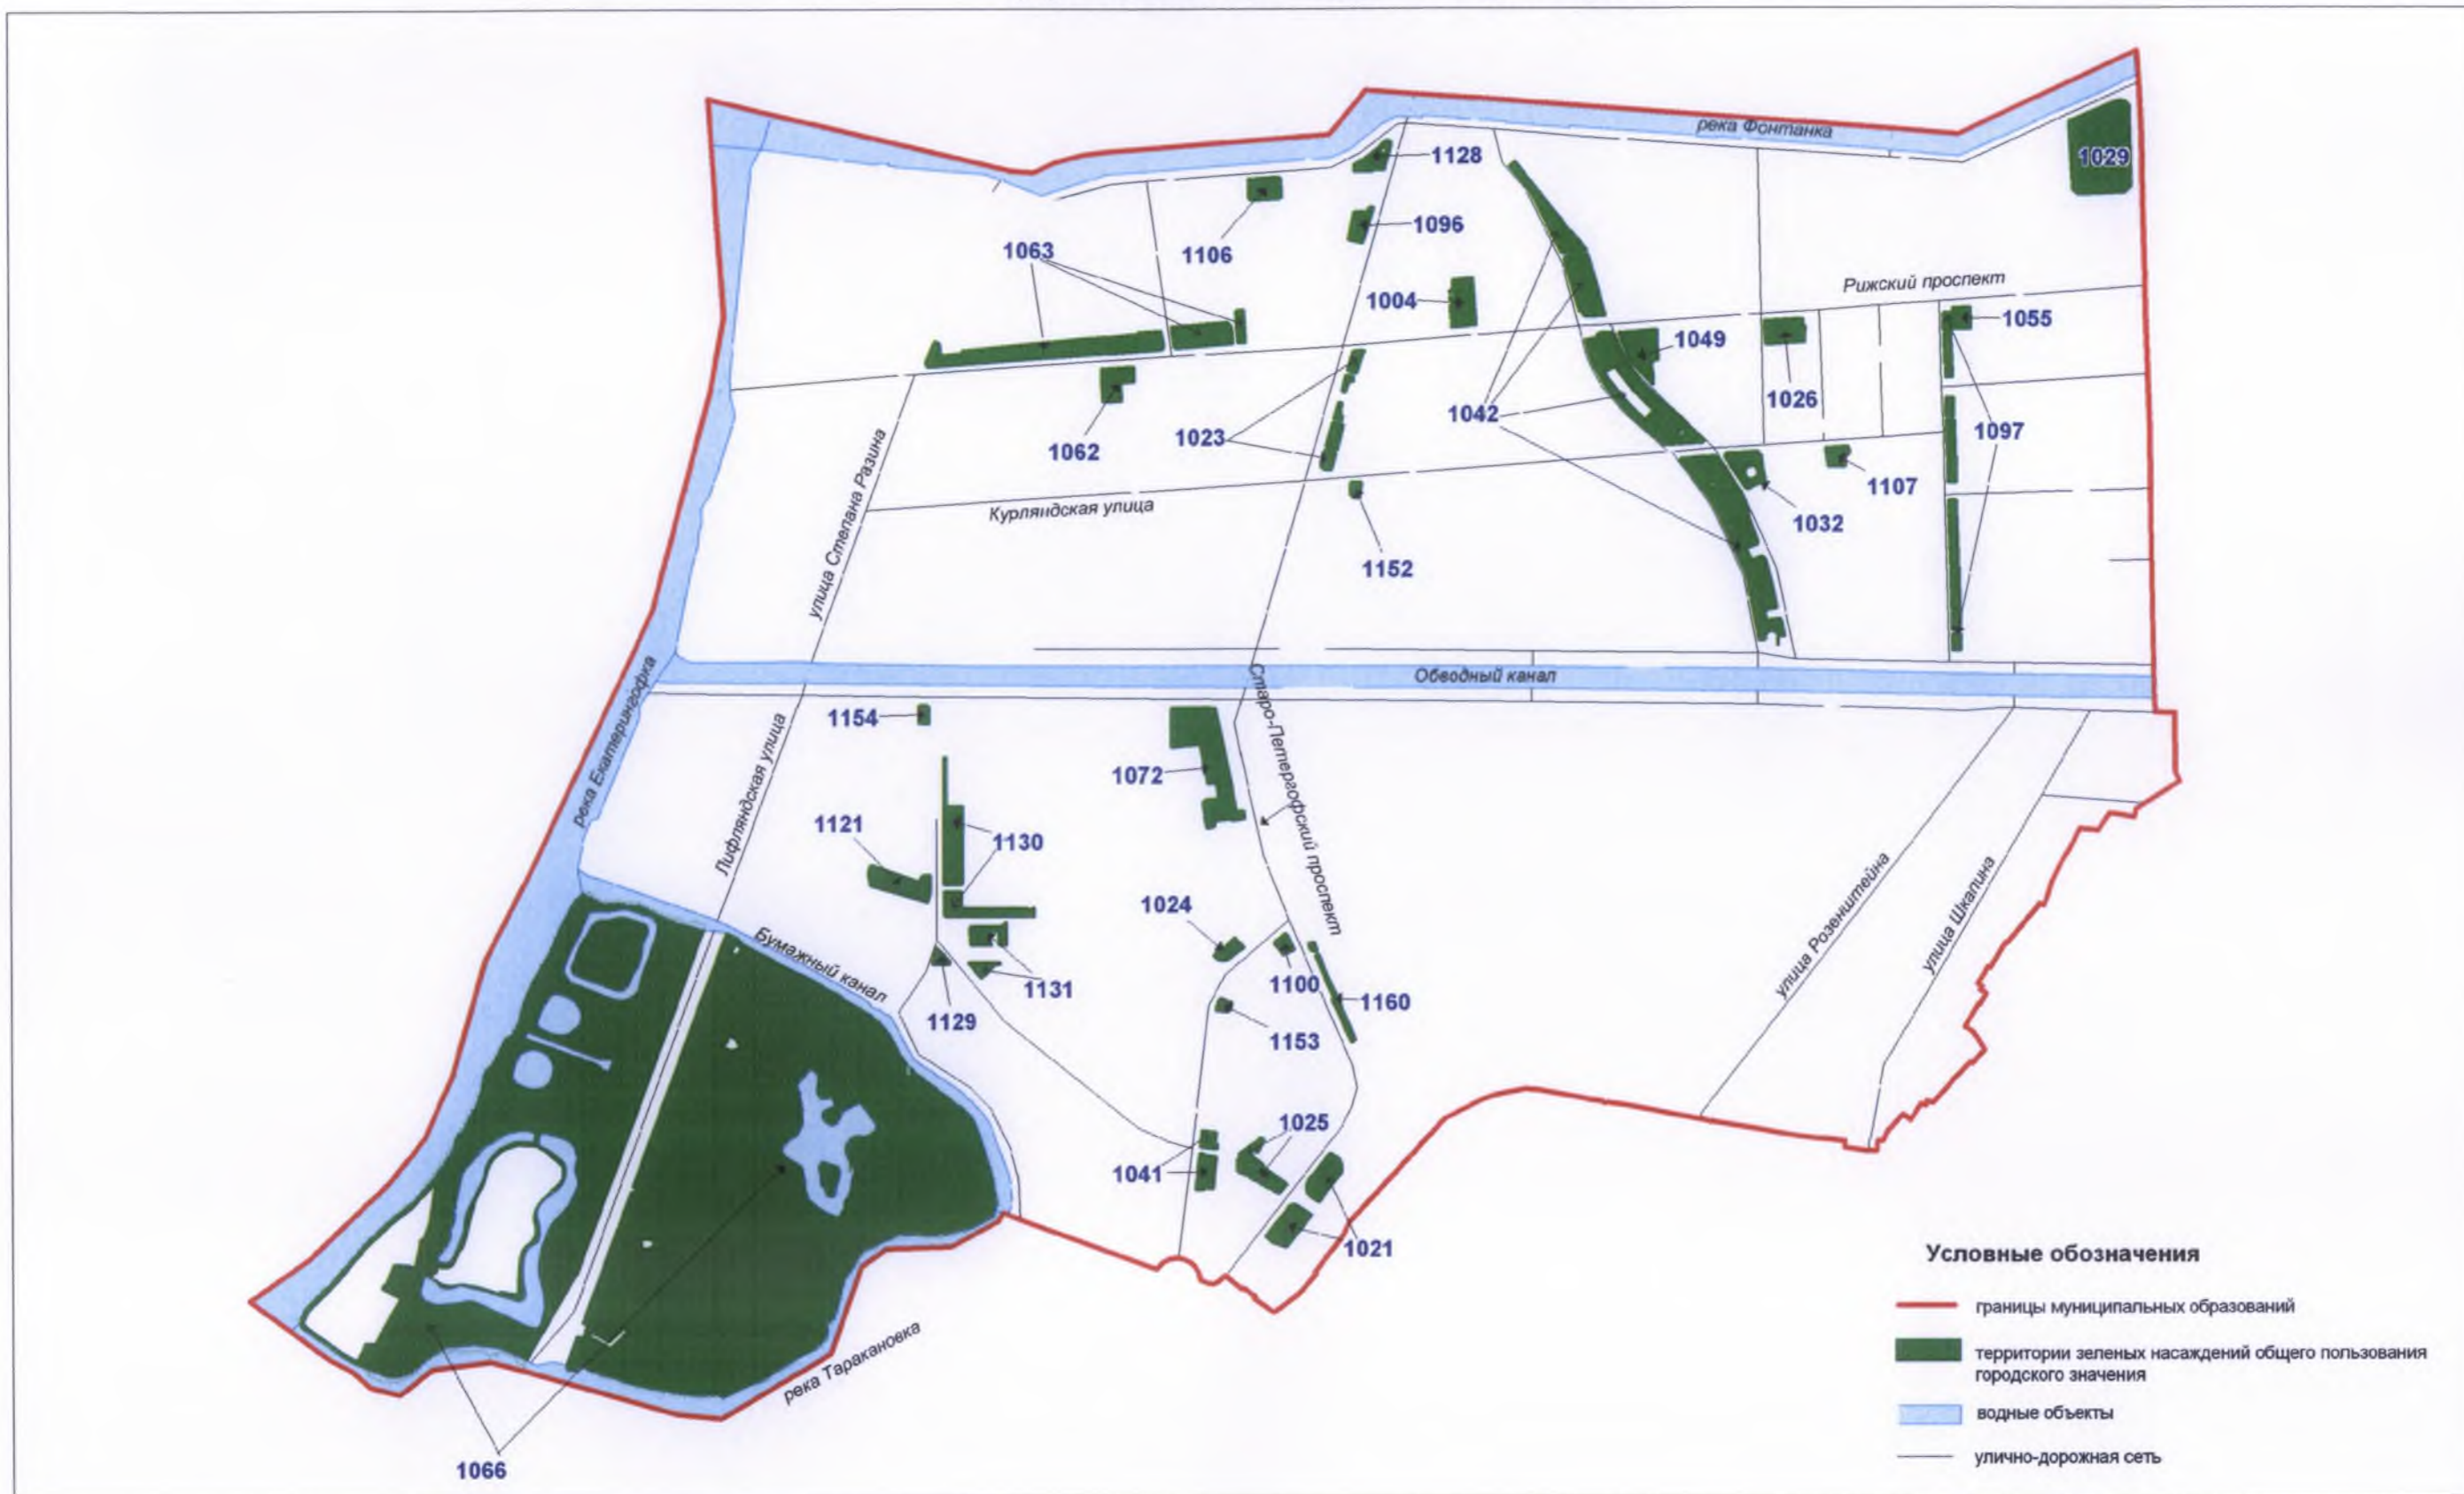 река Фонтанка
1029
1128
1106
1096
1063
1004
Рижский проспект
1055
1049
1026
1042
1097
1062
1023
улица Степана Разина
1107
Курляндская улица
1032
1152
река Екатерингофка
Обводный канал
Старо-Петергофский проспект
1154
Лифляндская улица
1072
1121
1130
1024
Бумажный канал
1131
1100
1160
1129
1153
улица Розенштейна
улица Шкапина
1025
1041
1021
река Таракановка
1066
Условные обозначения
границы муниципальных образований
территории зеленых насаждений общего пользования
городского значения
водные объекты
улично-дорожная сеть